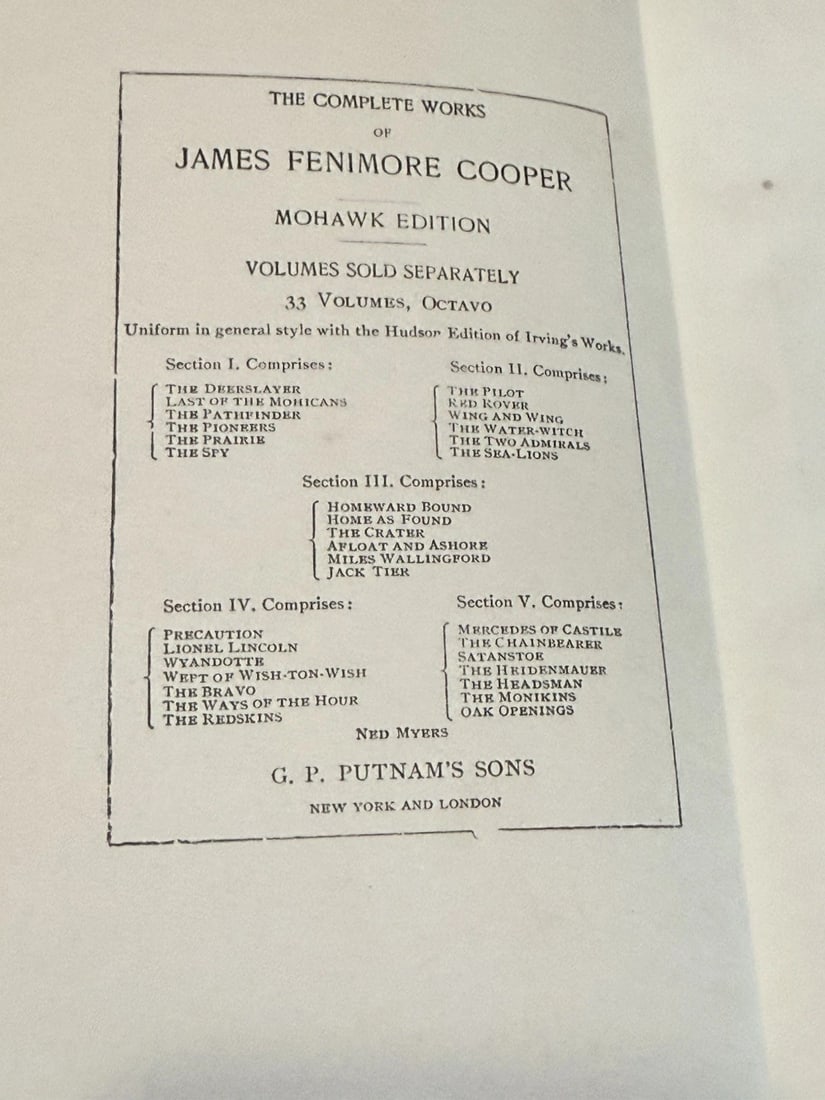 THE COMPLETE WORKS
OF
JAMES FENIMORE COOPER
MOHAWK EDITION
VOLUMES SOLD SEPARATELY
33 VOLUMES, OCTAVO
Uniform in general style with the Hudson Edition of Irving's Works.
Section I. Comprises:
THE DEERSLAYER
LAST OF THE MOHICANS
THE PATHFINDER
THE PIONEERS
THE PRAIRIE
THE SPY
Section II. Comprises:
THE PILOT
RED ROVER
WING AND WING
THE WATER-WITCH
THE TWO ADMIRALS
THE SEA-LIONS
Section III. Comprises:
HOMEWARD BOUND
HOME AS FOUND
THE CRATER
AFLOAT AND ASHORE
MILES WALLINGFORD
JACK TIER
Section IV. Comprises:
PRECAUTION
LIONEL LINCOLN
WYANDOTTE
WEPT OF WISH-TON-WISH
THE BRAVO
THE WAYS OF THE HOUR
THE REDSKINS
Section V. Comprises:
MERCEDES OF CASTILE
THE CHAINBEARER
SATANSTOE
THE HEIDENMAUER
THE HEADSMAN
THE MONIKINS
OAK OPENINGS
NED MYERS
G. P. PUTNAM'S SONS
NEW YORK AND LONDON